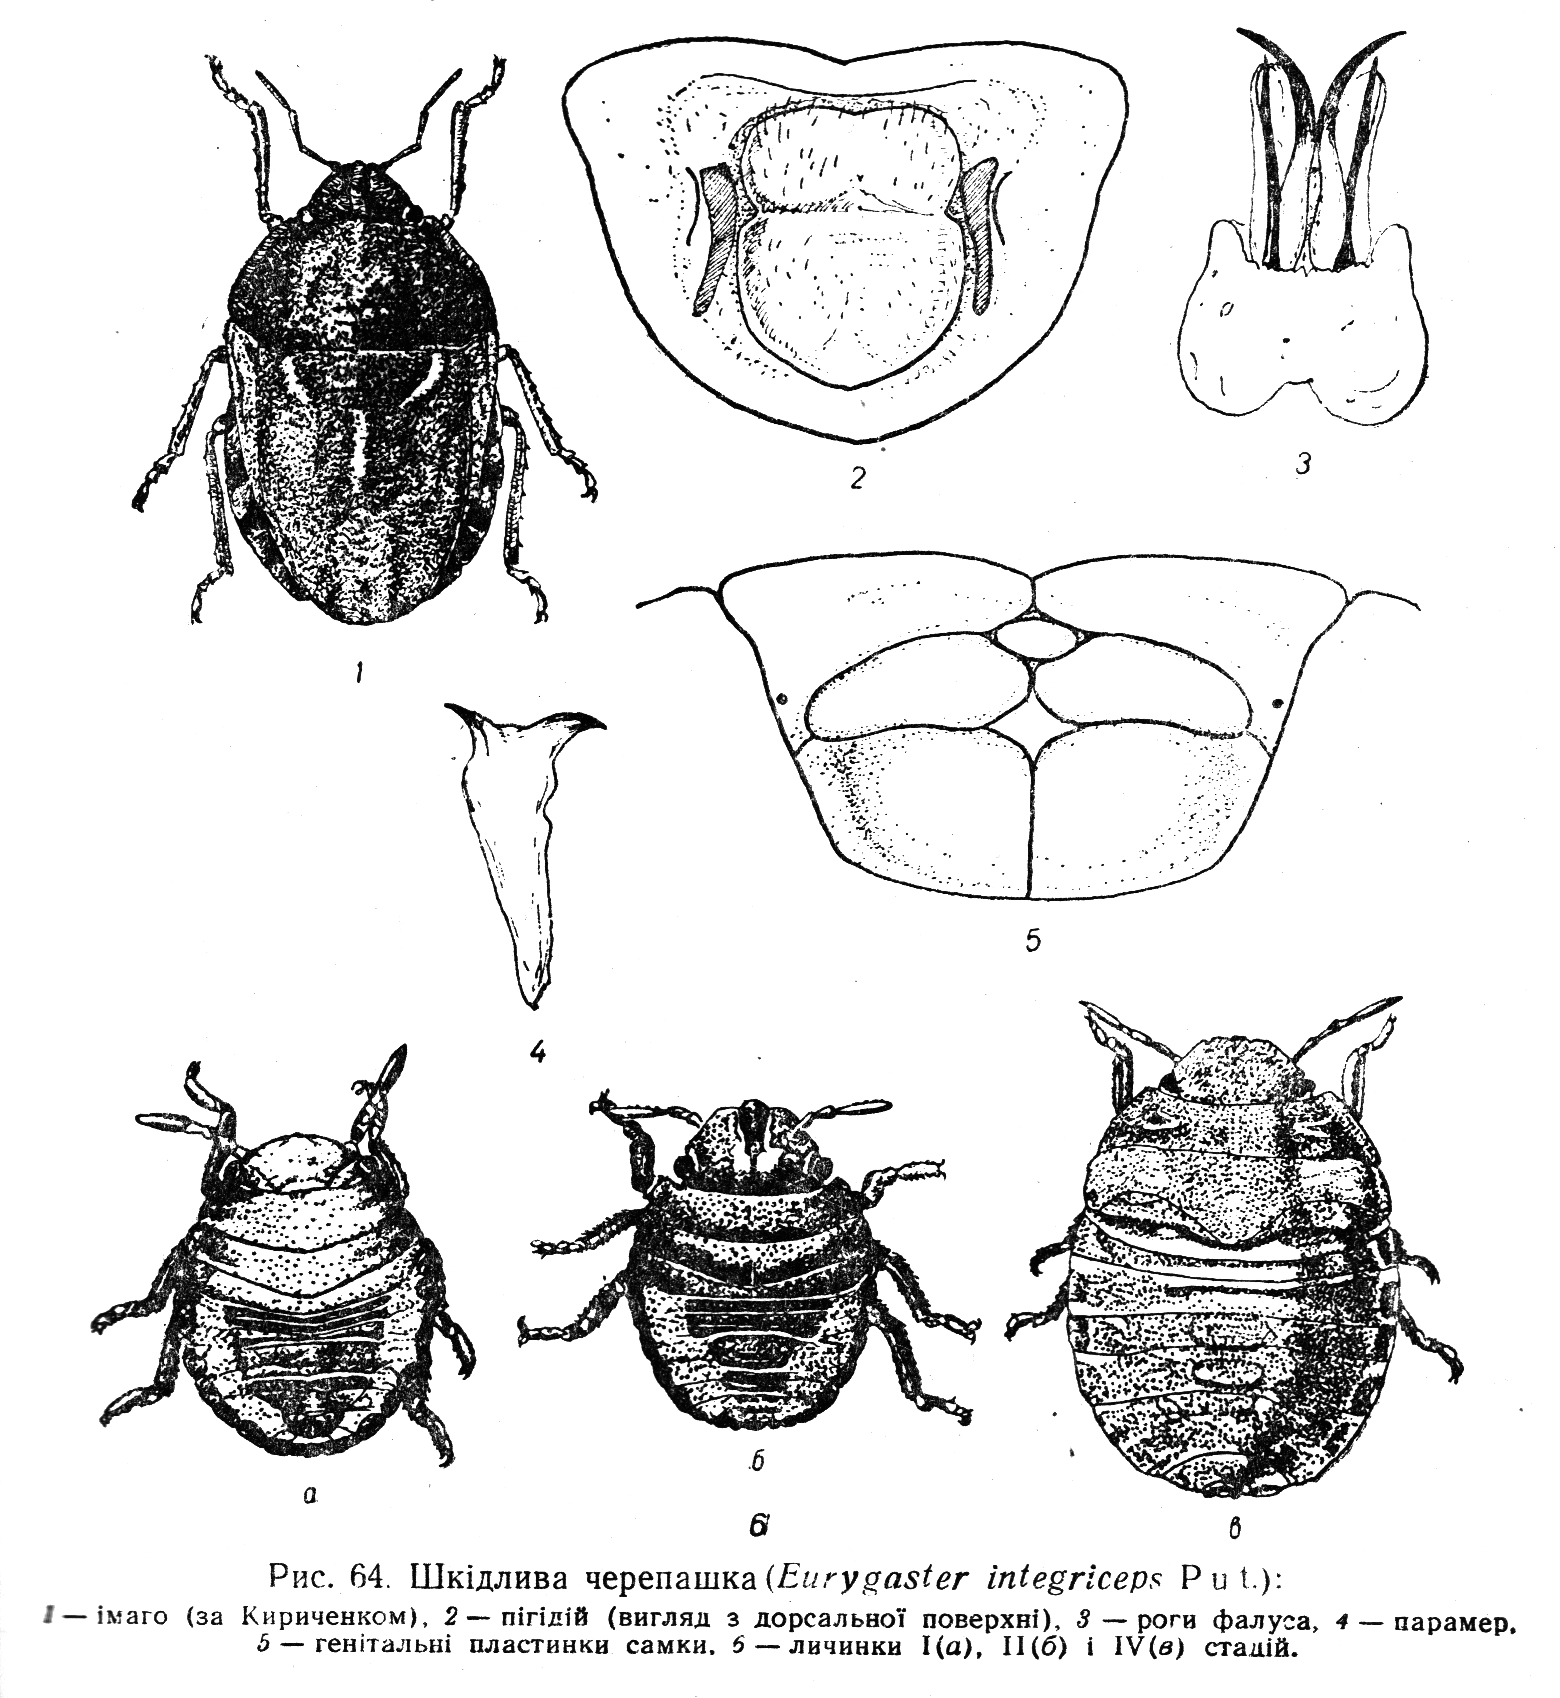 1
2
3
4
5
а
б
в
6
Рис. 64. Шкідлива черепашка (Eurygaster integriceps Put.):
1 — імаго (за Кириченком), 2 — пігідій (вигляд з дорсальної поверхні), 3 — роги фалуса, 4 — парамер,
5 — генітальні пластинки самки, 6 — личинки I(а), II(б) і IV(в) стадій.